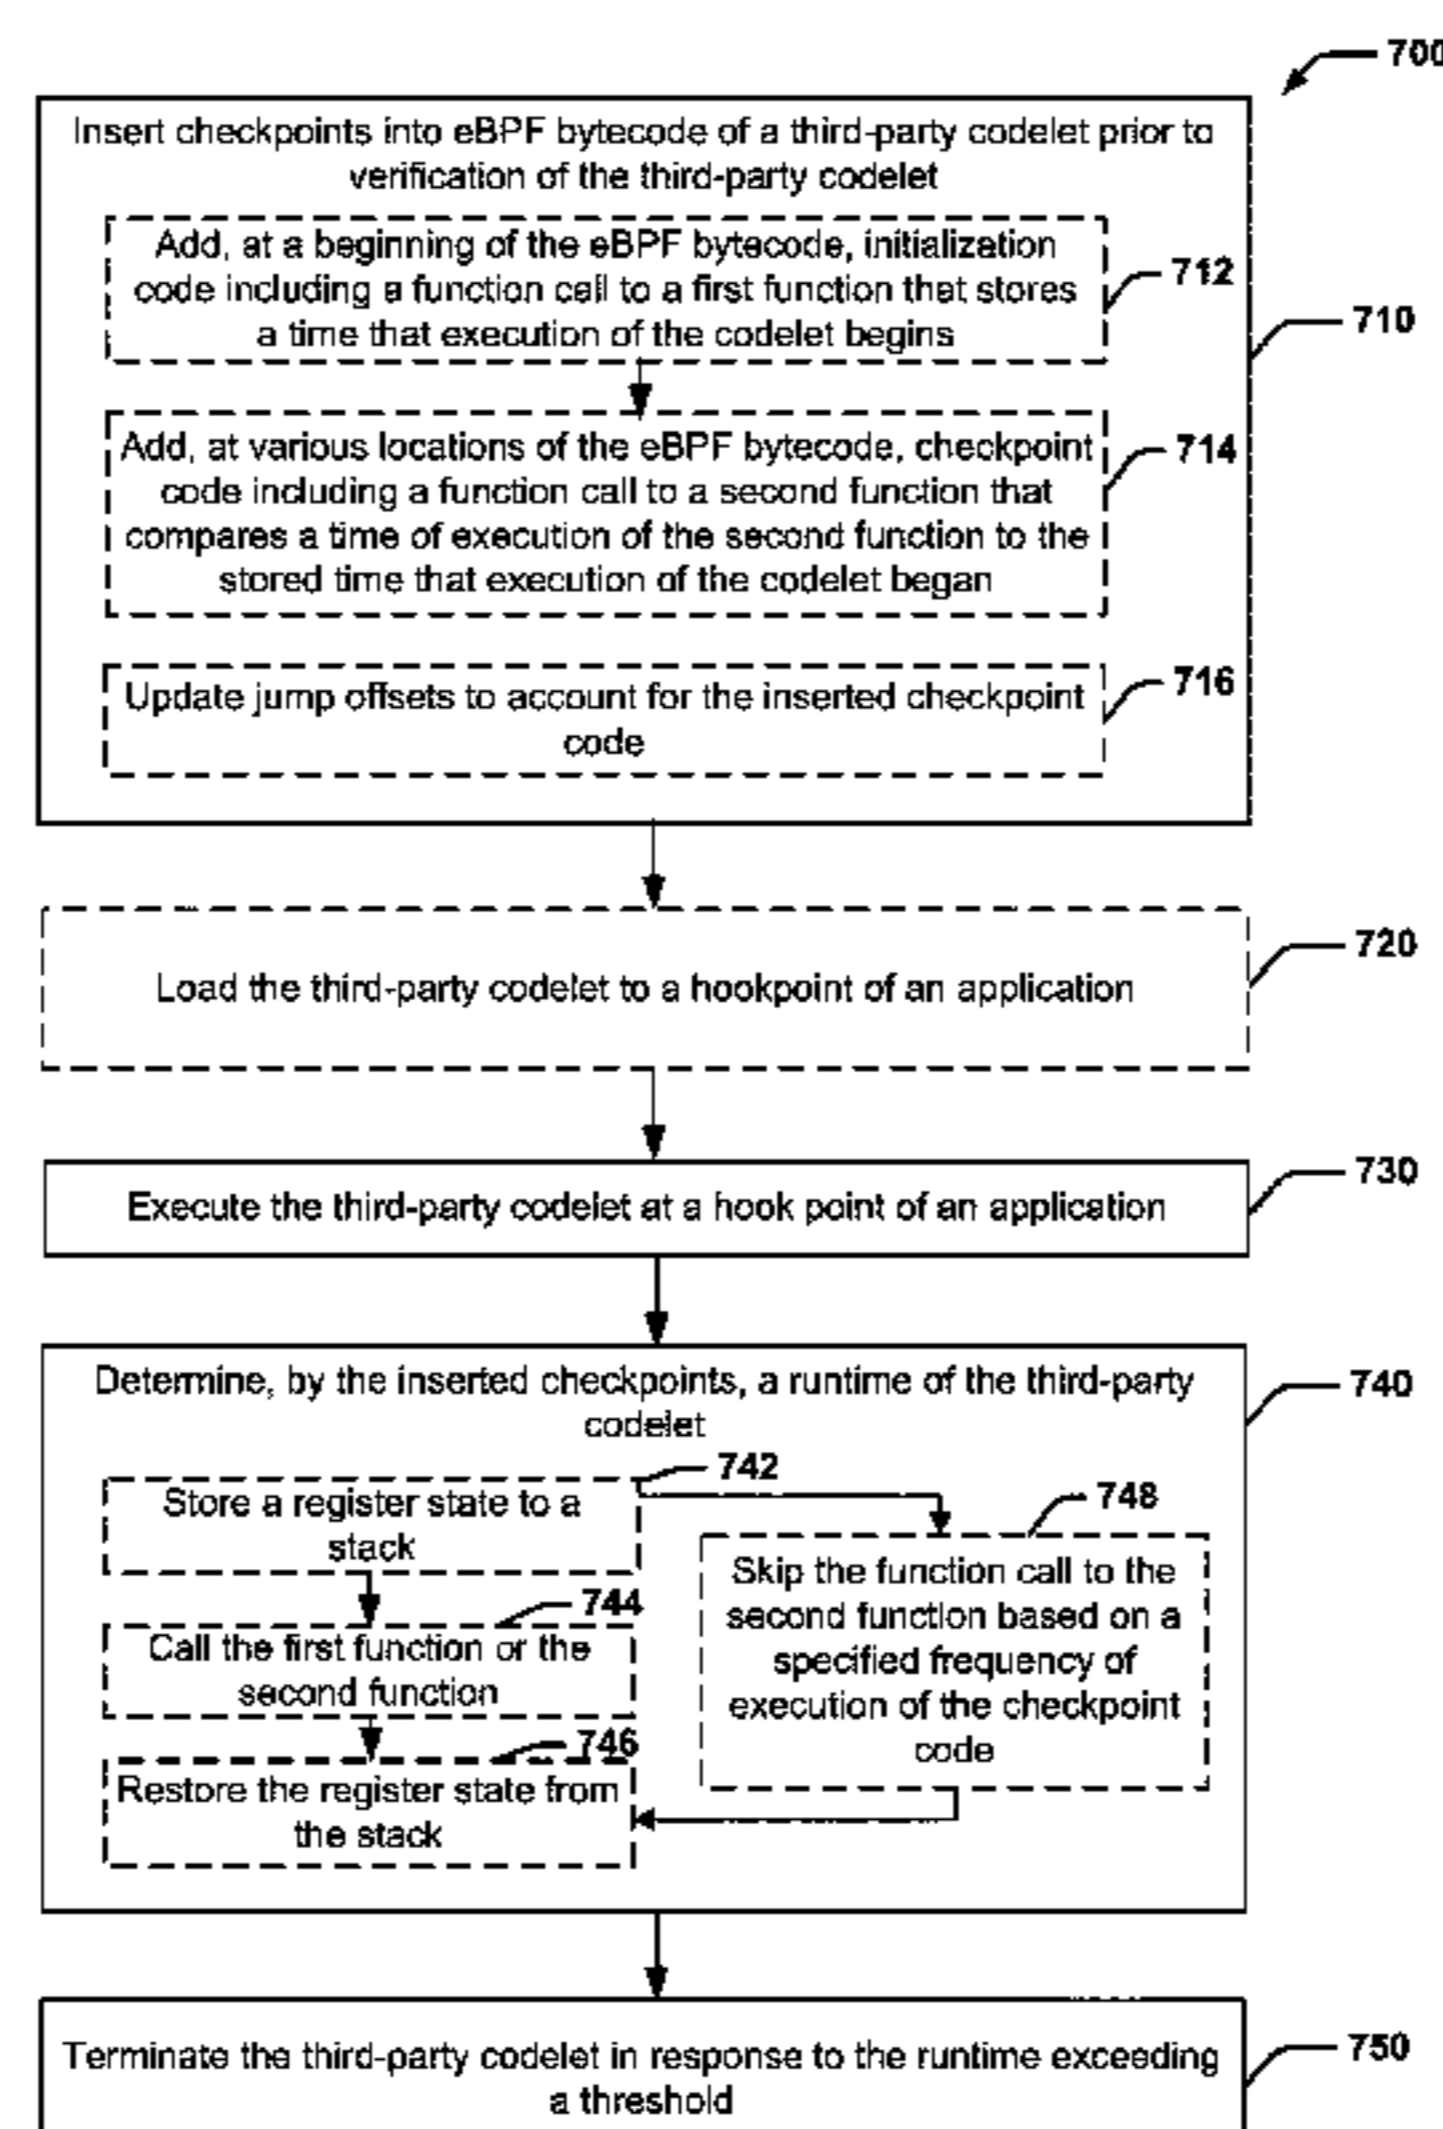 700
Insert checkpoints into eBPF bytecode of a third-party codelet prior to
verification of the third-party codelet
Add, at a beginning of the eBPF bytecode, initialization
code including a function call to a first function that stores
a time that execution of the codelet begins
712
710
Add, at various locations of the eBPF bytecode, checkpoint
code including a function call to a second function that
compares a time of execution of the second function to the
stored time that execution of the codelet began
714
Update jump offsets to account for the inserted checkpoint
code
716
Load the third-party codelet to a hookpoint of an application
720
Execute the third-party codelet at a hook point of an application
730
Determine, by the inserted checkpoints, a runtime of the third-party
codelet
740
Store a register state to a
stack
742
Call the first function or the
second function
744
Restore the register state from
the stack
746
Skip the function call to the
second function based on a
specified frequency of
execution of the checkpoint
code
748
Terminate the third-party codelet in response to the runtime exceeding
a threshold
750